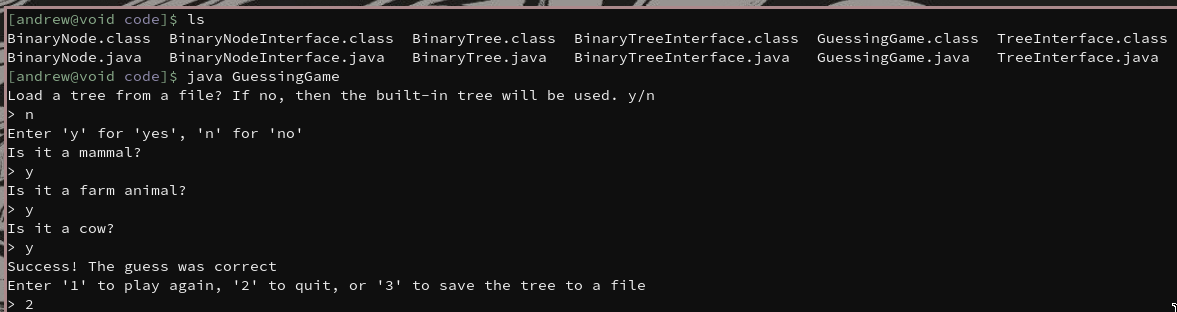 [andrew@void code]$ ls
BinaryNode.class  BinaryNodeInterface.class  BinaryTree.class  BinaryTreeInterface.class  GuessingGame.class  TreeInterface.class
BinaryNode.java   BinaryNodeInterface.java   BinaryTree.java   BinaryTreeInterface.java   GuessingGame.java   TreeInterface.java
[andrew@void code]$ java GuessingGame
Load a tree from a file? If no, then the built-in tree will be used. y/n
> n
Enter 'y' for 'yes', 'n' for 'no'
Is it a mammal?
> y
Is it a farm animal?
> y
Is it a cow?
> y
Success! The guess was correct
Enter '1' to play again, '2' to quit, or '3' to save the tree to a file
> 2